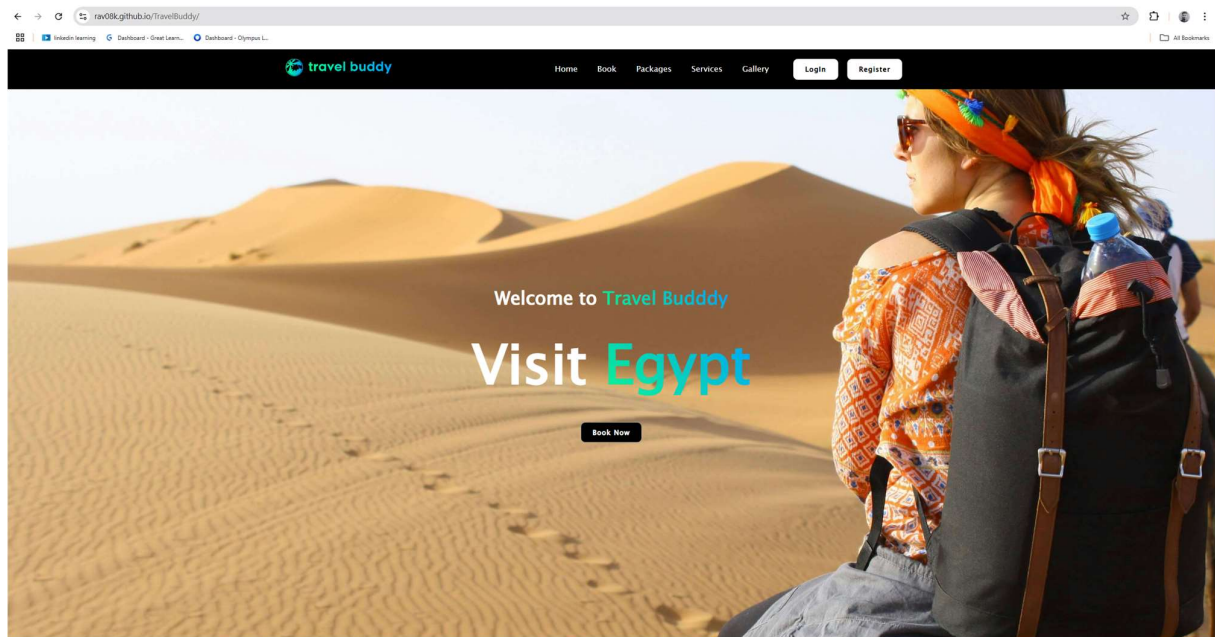 rav08k.github.io/TravelBuddy/
linkedin learning Dashboard - Great Learn... Dashboard - Olympus L... All Bookmarks
travel buddy Home Book Packages Services Gallery LogIn Register
Welcome to Travel Budddy
Visit Egypt
Book Now